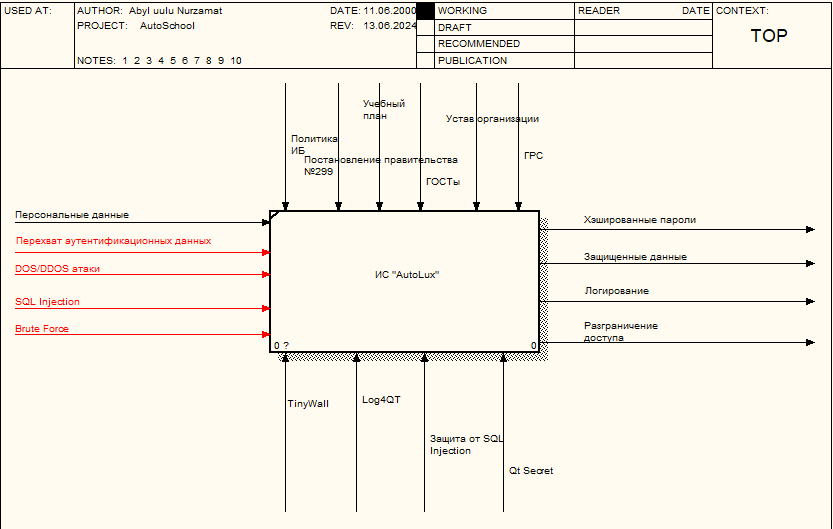 USED AT:
AUTHOR: Abyl uulu Nurzamat
DATE: 11.06.2000
WORKING
READER
DATE
CONTEXT:
PROJECT: AutoSchool
REV: 13.06.2024
DRAFT
TOP
RECOMMENDED
NOTES: 1 2 3 4 5 6 7 8 9 10
PUBLICATION
Учебный
план
Устав организации
Политика
ИБ
Постановление правительства
№299
ГРС
ГОСТы
Персональные данные
Перехват аутентификационных данных
DOS/DDOS атаки
SQL Injection
Brute Force
ИС "AutoLux"
0 ?
0
Хэшированные пароли
Защищенные данные
Логирование
Разграничение
доступа
TinyWall
Log4QT
Защита от SQL
Injection
Qt Secret